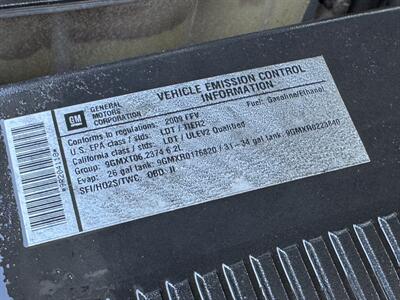 GM
GENERAL MOTORS CORPORATION
VEHICLE EMISSION CONTROL INFORMATION
Conforms to regulations: 2009 FFV
Fuel: Gasoline/Ethanol
U.S. EPA class / stds: LDT / TIER2
California class / stds: LDT / ULEV2 Qualified
Group: 9GMXT06.2374 6.2L
Evap: 26 gal tank: 9GMXR0176820 / 31-34 gal tank: 9GMXR0223840
SFI/HO2S/TWC, OBD II